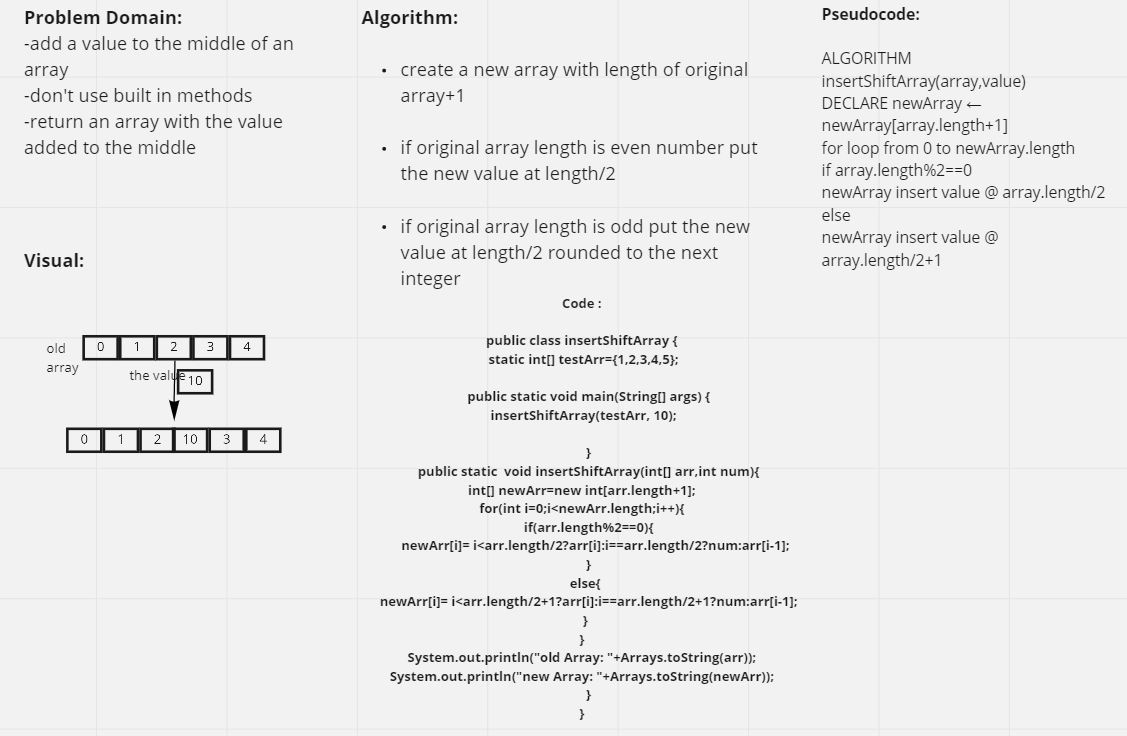 Problem Domain:
-add a value to the middle of an
array
-don't use built in methods
-return an array with the value
added to the middle
Visual:
old
array
0 1 2 3 4
the value
10
0 1 2 10 3 4
Algorithm:
• create a new array with length of original
array+1
• if original array length is even number put
the new value at length/2
• if original array length is odd put the new
value at length/2 rounded to the next
integer
Code :
public class insertShiftArray {
static int[] testArr={1,2,3,4,5};
public static void main(String[] args) {
insertShiftArray(testArr, 10);
}
public static  void insertShiftArray(int[] arr,int num){
int[] newArr=new int[arr.length+1];
for(int i=0;i<newArr.length;i++){
if(arr.length%2==0){
newArr[i]= i<arr.length/2?arr[i]:i==arr.length/2?num:arr[i-1];
}
else{
newArr[i]= i<arr.length/2+1?arr[i]:i==arr.length/2+1?num:arr[i-1];
}
}
System.out.println("old Array: "+Arrays.toString(arr));
System.out.println("new Array: "+Arrays.toString(newArr));
}
}
Pseudocode:
ALGORITHM
insertShiftArray(array,value)
DECLARE newArray ←
newArray[array.length+1]
for loop from 0 to newArray.length
if array.length%2==0
newArray insert value @ array.length/2
else
newArray insert value @
array.length/2+1